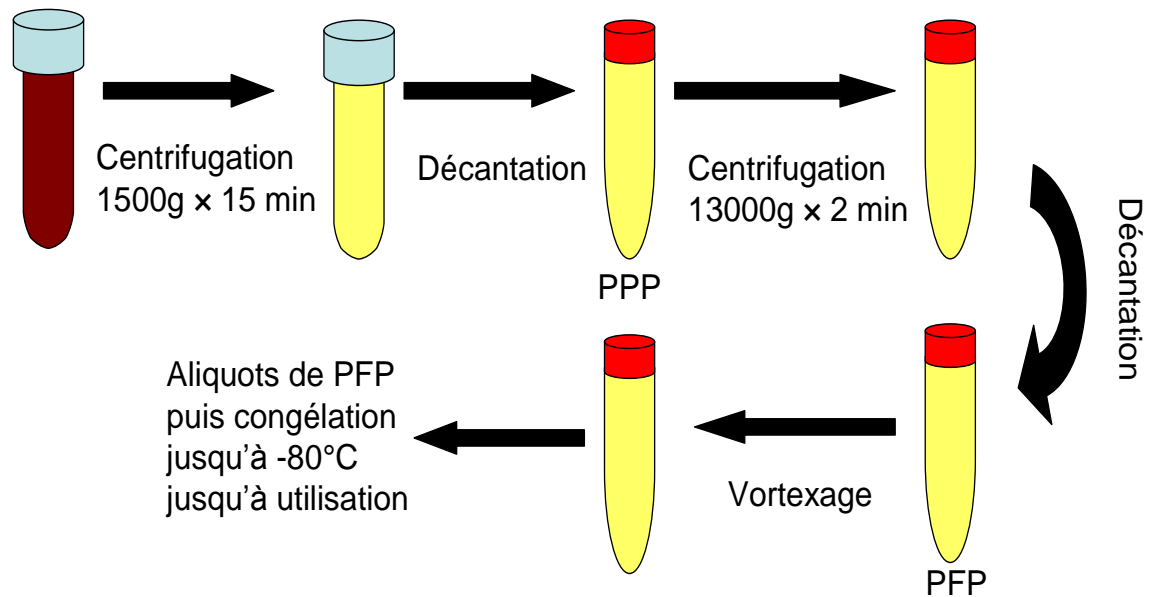 Centrifugation
1500g × 15 min
Décantation
Centrifugation
13000g × 2 min
PPP
Décantation
PFP
Vortexage
Aliquots de PFP
puis congélation
jusqu'à -80°C
jusqu'à utilisation